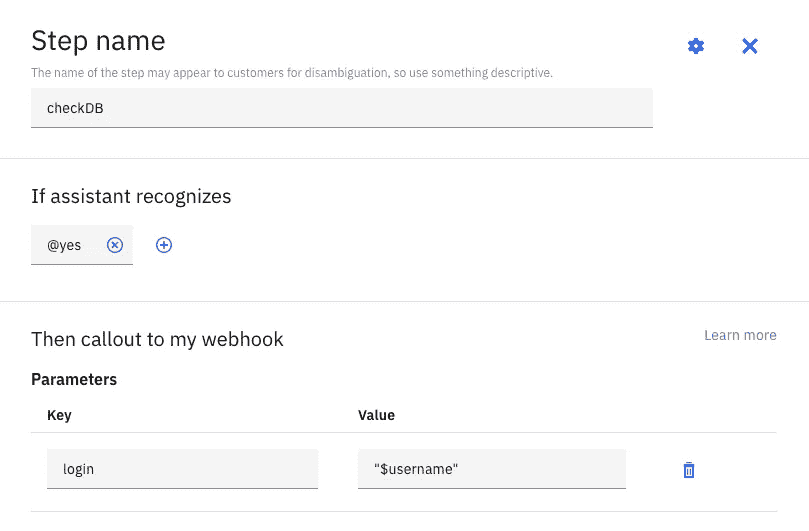 Step name
The name of the step may appear to customers for disambiguation, so use something descriptive.
checkDB
If assistant recognizes
@yes
Then callout to my webhook
Learn more
Parameters
Key Value
login "$username"